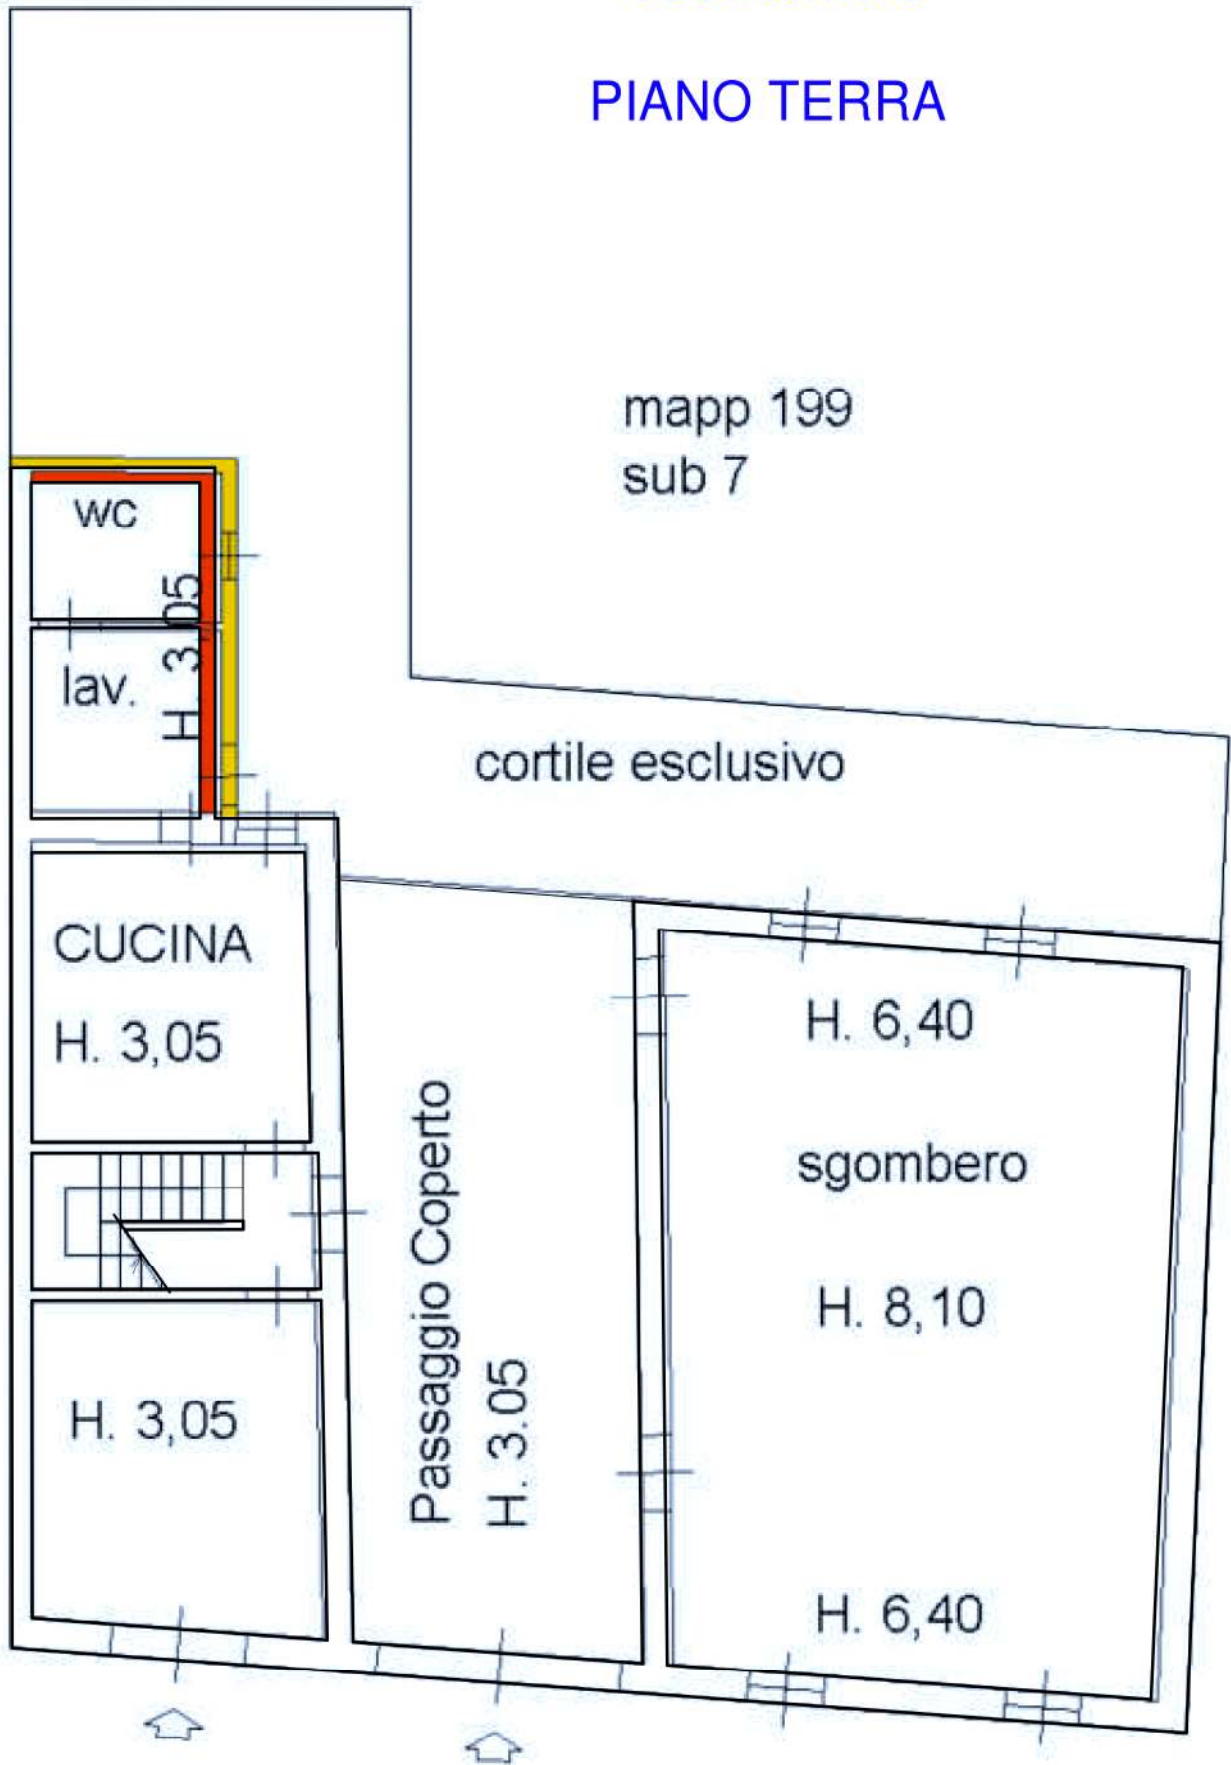 PIANO TERRA
mapp 199
sub 7
wc
H. 3,05
lav.
cortile esclusivo
CUCINA
H. 3,05
H. 6,40
sgombero
H. 8,10
Passaggio Coperto
H. 3.05
H. 3,05
H. 6,40